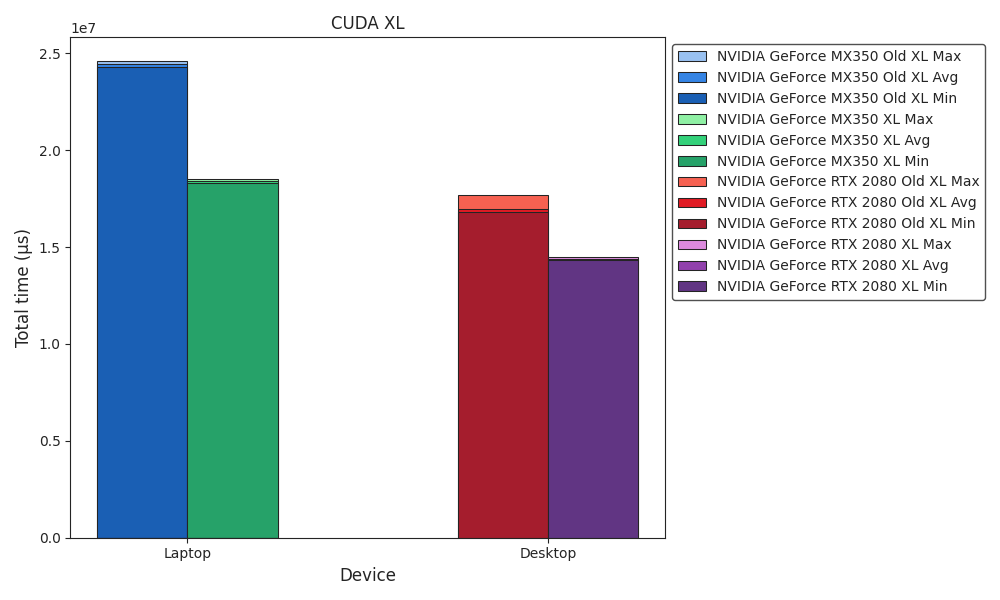 CUDA XL
1e7
2.5
2.0
1.5
1.0
0.5
0.0
Total time (µs)
Laptop
Desktop
Device
NVIDIA GeForce MX350 Old XL Max
NVIDIA GeForce MX350 Old XL Avg
NVIDIA GeForce MX350 Old XL Min
NVIDIA GeForce MX350 XL Max
NVIDIA GeForce MX350 XL Avg
NVIDIA GeForce MX350 XL Min
NVIDIA GeForce RTX 2080 Old XL Max
NVIDIA GeForce RTX 2080 Old XL Avg
NVIDIA GeForce RTX 2080 Old XL Min
NVIDIA GeForce RTX 2080 XL Max
NVIDIA GeForce RTX 2080 XL Avg
NVIDIA GeForce RTX 2080 XL Min